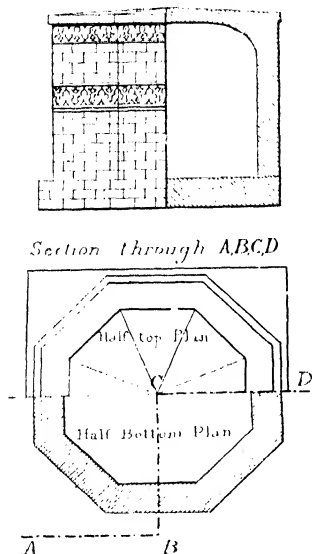 Section through A,B,C,D
Half top Plan
C
D
Half Bottom Plan
A
B